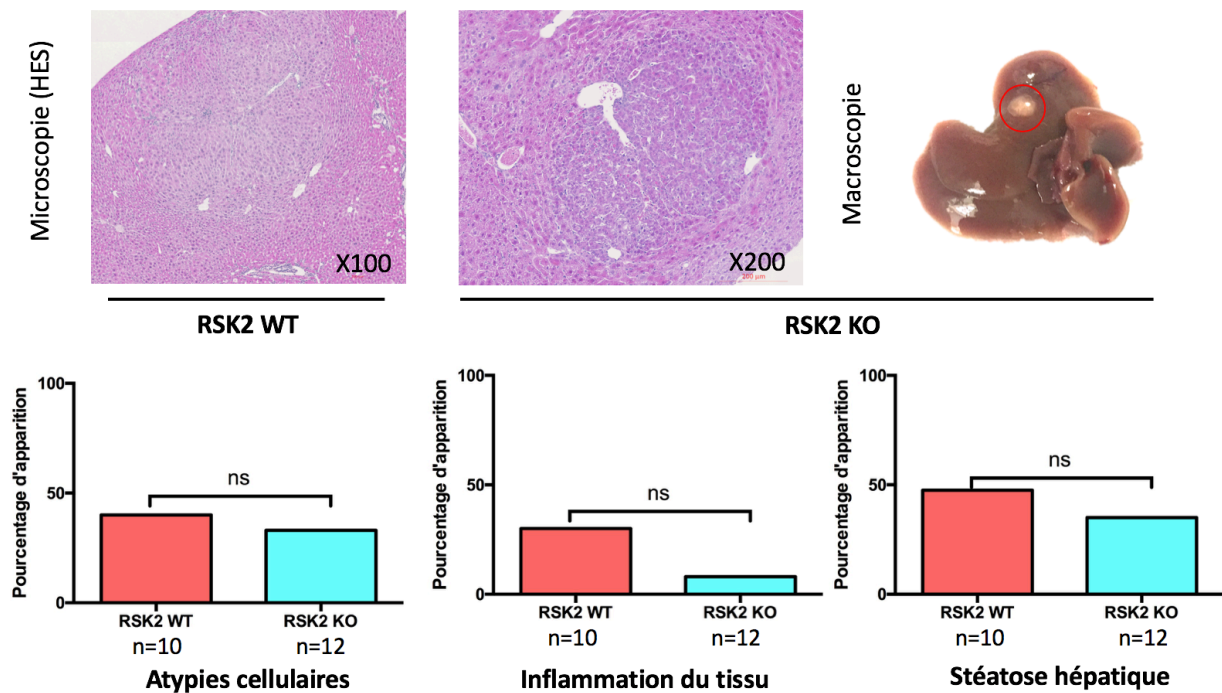 Microscopie (HES)
X100
X200
200 µm
Macroscopie
RSK2 WT
RSK2 KO
Pourcentage d'apparition
100
50
0
ns
RSK2 WT
RSK2 KO
n=10
n=12
Atypies cellulaires
Pourcentage d'apparition
100
50
0
ns
RSK2 WT
RSK2 KO
n=10
n=12
Inflammation du tissu
Pourcentage d'apparition
100
50
0
ns
RSK2 WT
RSK2 KO
n=10
n=12
Stéatose hépatique